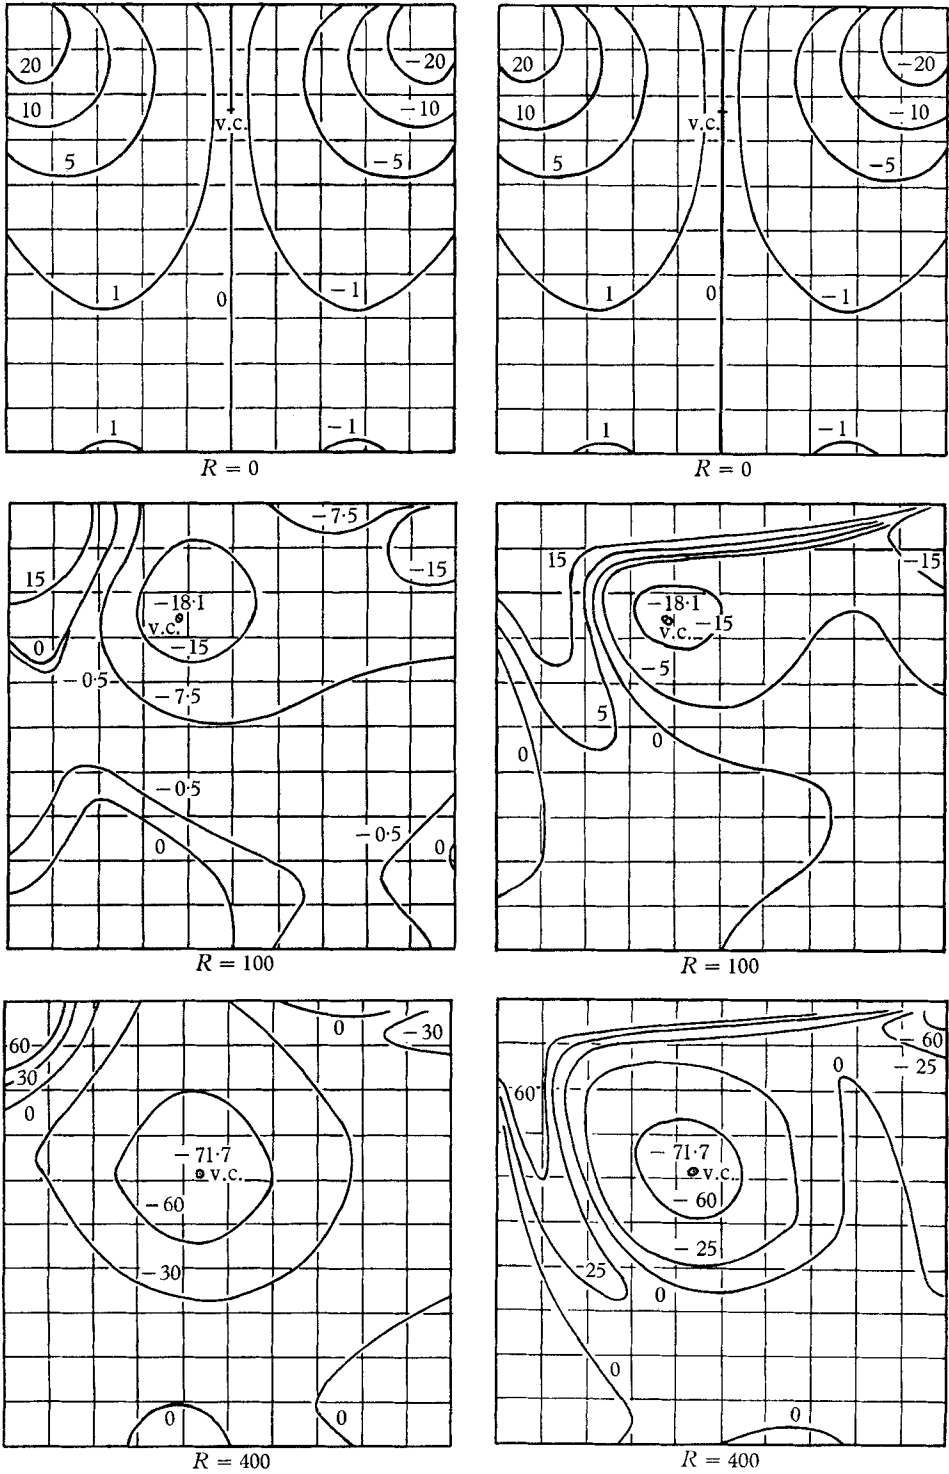 20 −20 20 −20
10 −10 10 −10
v.c. v.c.
5 −5 5 −5
1 0 −1 1 0 −1
1 −1 1 −1
R = 0 R = 0
−7·5
15 −15 15 −15
−18·1 −18·1
v.c. v.c. −15
0 −15
−0·5 −7·5 −5
5
0 0
−0·5
−0·5
0 0
R = 100 R = 100
0 −30
60 −60
30 0 −25
0 60
−71·7 −71·7
v.c. v.c.
−60 −60
−25
−30 25
0
0
0 0 0
R = 400 R = 400